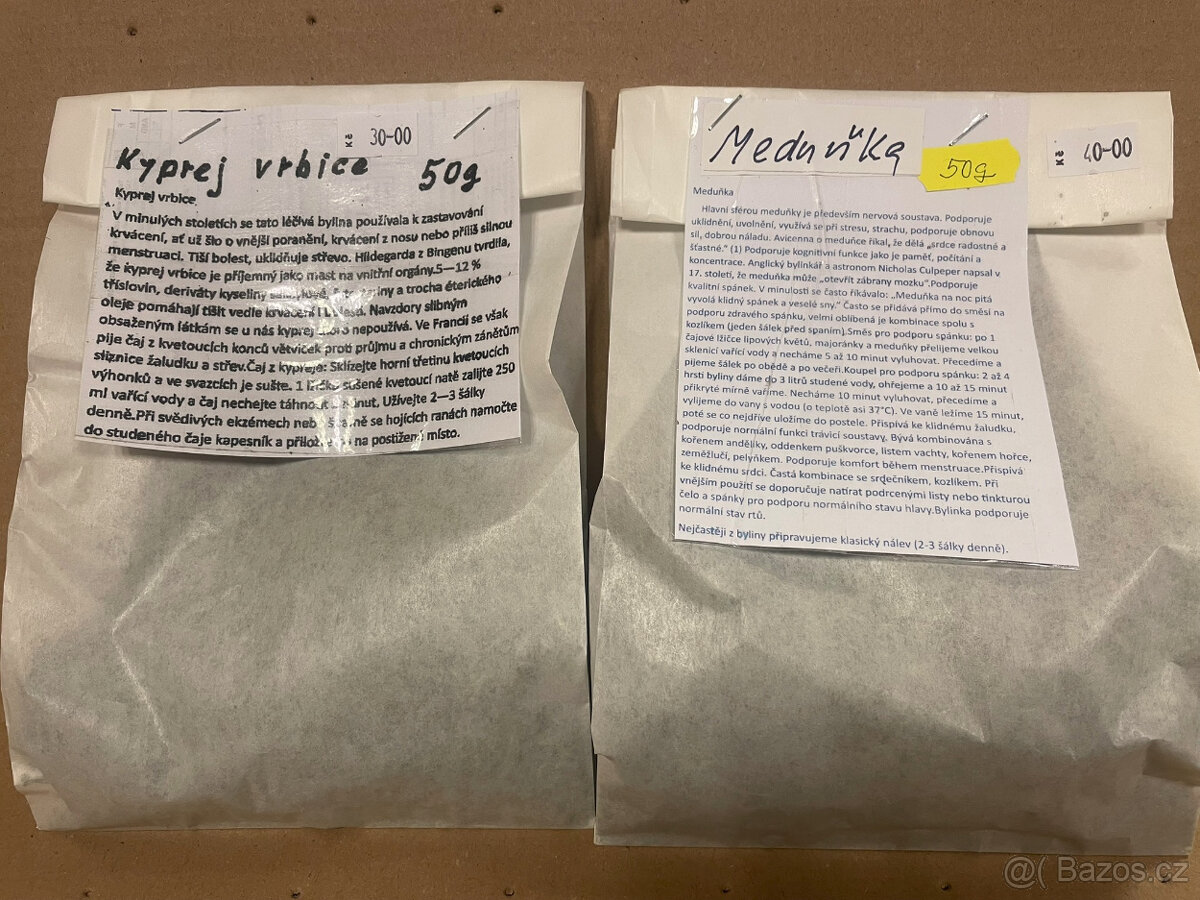 Kč 30-00
Kyprej vrbice 50g
Kyprej vrbice
V minulých stoletích se tato léčivá bylina používala k zastavování
krvácení, ať už šlo o vnější poranění, krvácení z nosu nebo příliš silnou
menstruaci. Tiší bolest, uklidňuje střevo. Hildegarda z Bingenu tvrdila,
že kyprej vrbice je příjemný jako mast na vnitřní orgány.5—12 %
tříslovin, deriváty kyseliny a trocha éterického
oleje pomáhají tišit vedle krvácení i bolesti. Navzdory slibným
obsaženým látkám se u nás kyprej skoro nepoužívá. Ve Francii se však
pije čaj z kvetoucích konců větviček proti průjmu a chronickým zánětům
sliznice žaludku a střev.Čaj z kypreje: Sklízejte horní třetinu kvetoucích
výhonků a ve svazcích je sušte. 1 lžičku sušené kvetoucí natě zalijte 250
ml vařící vody a čaj nechejte táhnout minut. Užívejte 2—3 šálky
denně.Při svědivých ekzémech nebo špatně se hojících ranách namočte
do studeného čaje kapesník a přiložte na postižená místo.
Meduňka 50g
Kč 40-00
Meduňka
Hlavní sférou meduňky je především nervová soustava. Podporuje
uklidnění, uvolnění, využívá se při stresu, strachu, podporuje obnovu
sil, dobrou náladu. Avicenna o meduňce říkal, že dělá „srdce radostné a
šťastné.“ (1) Podporuje kognitivní funkce jako je paměť, počítání a
koncentrace. Anglický bylinkář a astronom Nicholas Culpeper napsal v
17. století, že meduňka může „otevřít zábrany mozku“.Podporuje
kvalitní spánek. V minulosti se často říkávalo: „Meduňka na noc pitá
vyvolá klidný spánek a veselé sny.“ Často se přidává přímo do směsi na
podporu zdravého spánku, velmi oblíbená je kombinace spolu s
kozlíkem (jeden šálek před spaním).Směs pro podporu spánku: po 1
čajové lžičce lipových květů, majoránky a meduňky přelijeme velkou
sklenicí vařící vody a necháme 5 až 10 minut vyluhovat. Přecedíme a
pijeme šálek po obědě a po večeři.Koupel pro podporu spánku: 2 až 4
hrsti byliny dáme do 3 litrů studené vody, ohřejeme a 10 až 15 minut
přikryté mírně vaříme. Necháme 10 minut vyluhovat, přecedíme a
vylijeme do vany s vodou (o teplotě asi 37°C). Ve vaně ležíme 15 minut,
poté se co nejdříve uložíme do postele. Přispívá ke klidnému žaludku,
podporuje normální funkci trávicí soustavy. Bývá kombinována s
kořenem anděliky, oddenkem puškvorce, listem vachty, kořenem hořce,
zeměžlučí, pelyňkem. Podporuje komfort během menstruace.Přispívá
ke klidnému srdci. Častá kombinace se srdečníkem, kozlíkem. Při
vnějším použití se doporučuje natírat podrcenými listy nebo tinkturou
čelo a spánky pro podporu normálního stavu hlavy.Bylinka podporuje
normální stav rtů.
Nejčastěji z byliny připravujeme klasický nálev (2-3 šálky denně).
@( Bazos.cz